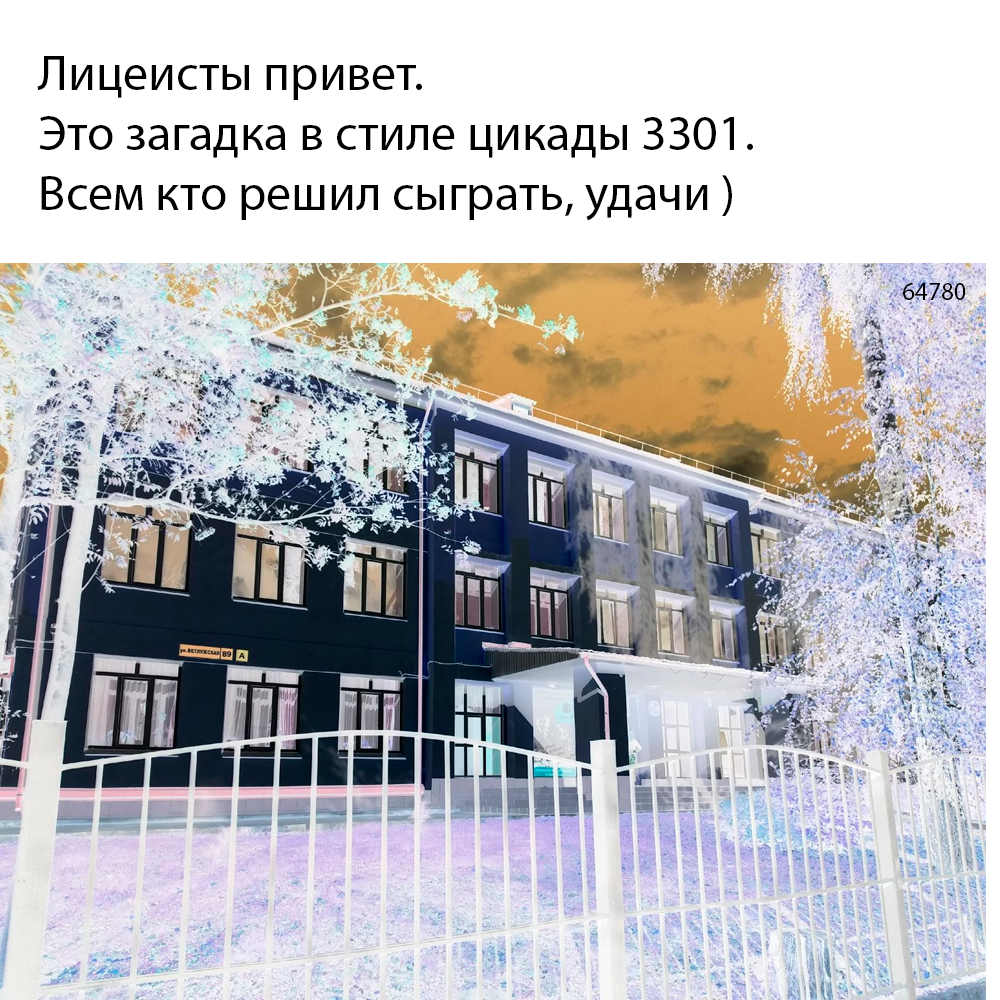 Лицеисты привет.
Это загадка в стиле цикады 3301.
Всем кто решил сыграть, удачи )
64780
ул. ВЕТЛУЖСКАЯ 89 А